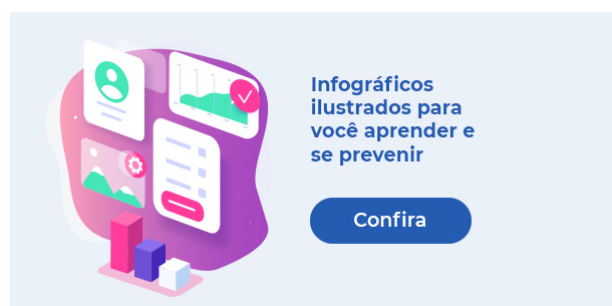 Infográficos
ilustrados para
você aprender e
se prevenir
Confira